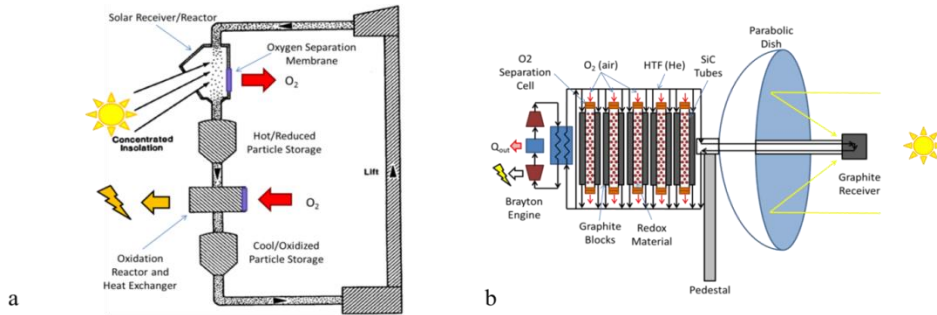 Solar Receiver/Reactor
Oxygen Separation
Membrane
O2
Concentrated
Insolation
Hot/Reduced
Particle Storage
Lift
O2
Oxidation
Reactor and
Heat Exchanger
Cool/Oxidized
Particle Storage
a
O2
Separation
Cell
O2 (air)
HTF (He)
SiC
Tubes
Parabolic
Dish
Qout
Brayton
Engine
Graphite
Blocks
Redox
Material
Graphite
Receiver
Pedestal
b